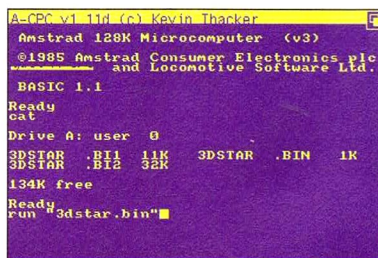 A-CPC v1.11d (c) Kevin Thacker
Amstrad 128K Microcomputer (v3)
©1985 Amstrad Consumer Electronics plc
and Locomotive Software Ltd.
BASIC 1.1
Ready
cat
Drive A: user 0
3DSTAR .BI1 11K 3DSTAR .BIN 1K
3DSTAR .BI2 32K
134K free
Ready
run "3dstar.bin"